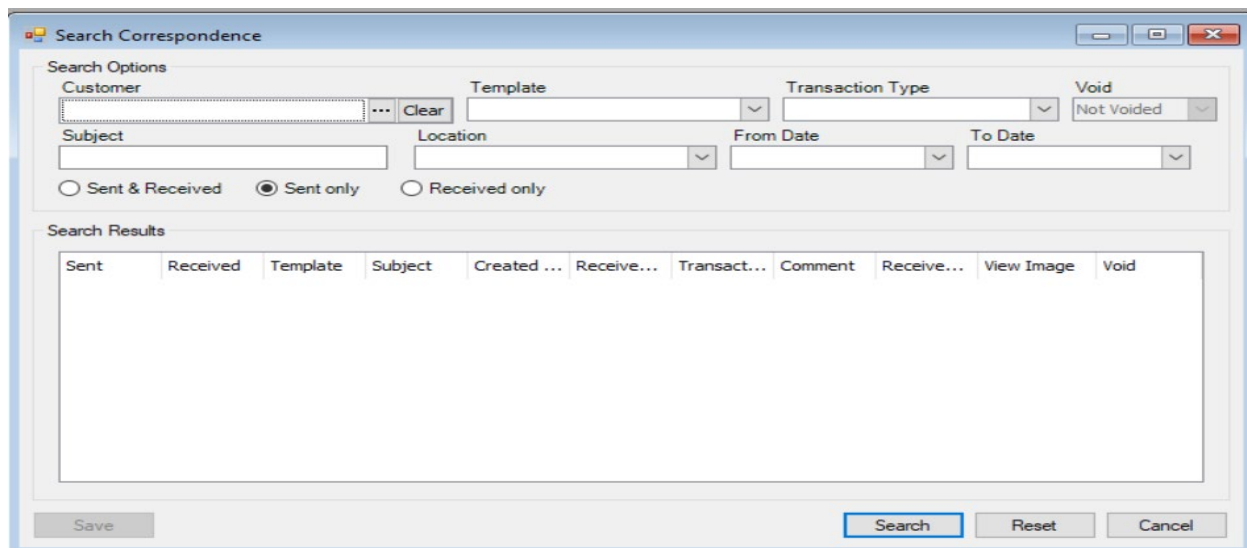 Search Correspondence
Search Options
Customer Template Transaction Type Void
... Clear Not Voided
Subject Location From Date To Date
Sent & Received Sent only Received only
Search Results
Sent Received Template Subject Created ... Receive... Transact... Comment Receive... View Image Void
Save Search Reset Cancel